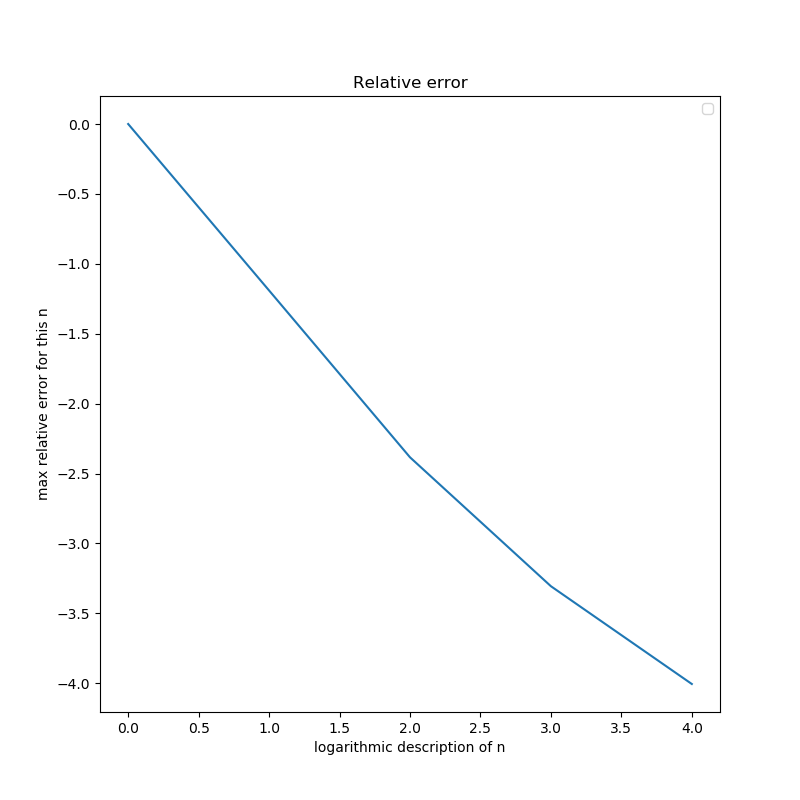 Relative error
0.0
−0.5
−1.0
−1.5
−2.0
−2.5
−3.0
−3.5
−4.0
max relative error for this n
0.0 0.5 1.0 1.5 2.0 2.5 3.0 3.5 4.0
logarithmic description of n